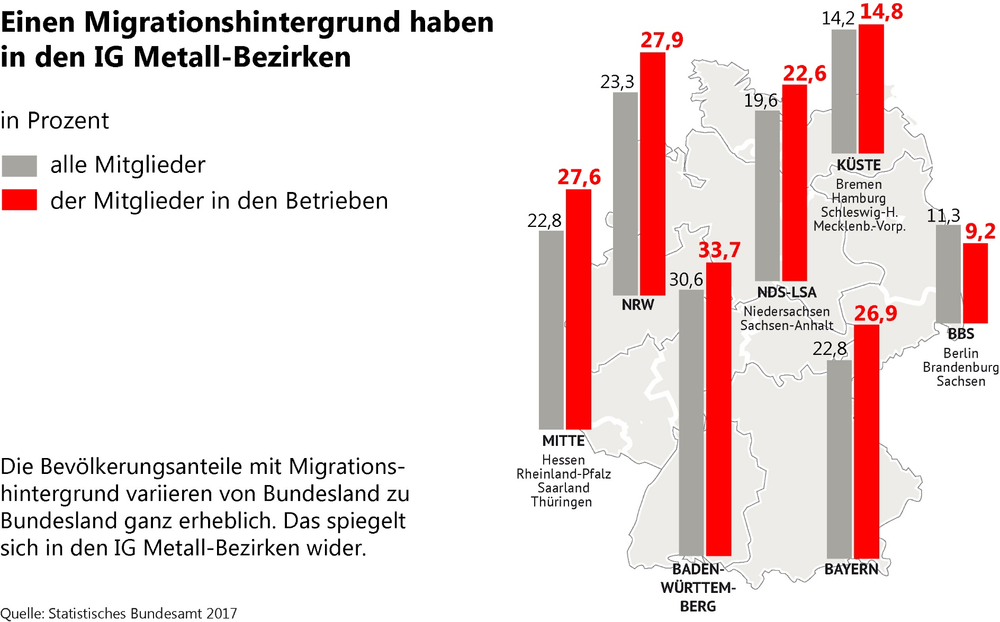 Einen Migrationshintergrund haben
in den IG Metall-Bezirken
in Prozent
alle Mitglieder
der Mitglieder in den Betrieben
14,2
14,8
KÜSTE
Bremen
Hamburg
Schleswig-H.
Mecklenb.-Vorp.
23,3
27,9
NRW
19,6
22,6
NDS-LSA
Niedersachsen
Sachsen-Anhalt
22,8
27,6
MITTE
Hessen
Rheinland-Pfalz
Saarland
Thüringen
11,3
9,2
BBS
Berlin
Brandenburg
Sachsen
30,6
33,7
BADEN-
WÜRTTEM-
BERG
22,8
26,9
BAYERN
Die Bevölkerungsanteile mit Migrations-
hintergrund variieren von Bundesland zu
Bundesland ganz erheblich. Das spiegelt
sich in den IG Metall-Bezirken wider.
Quelle: Statistisches Bundesamt 2017